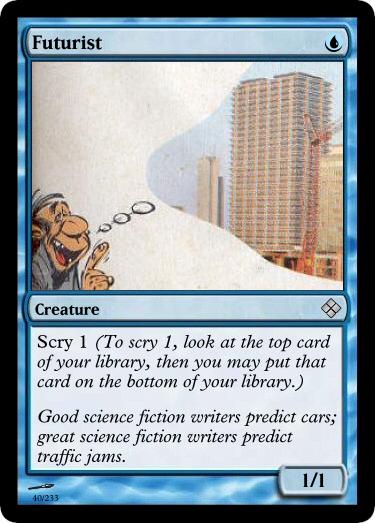 Futurist
Creature
Scry 1 (To scry 1, look at the top card
of your library, then you may put that
card on the bottom of your library.)
Good science fiction writers predict cars;
great science fiction writers predict
traffic jams.
1/1
40/233